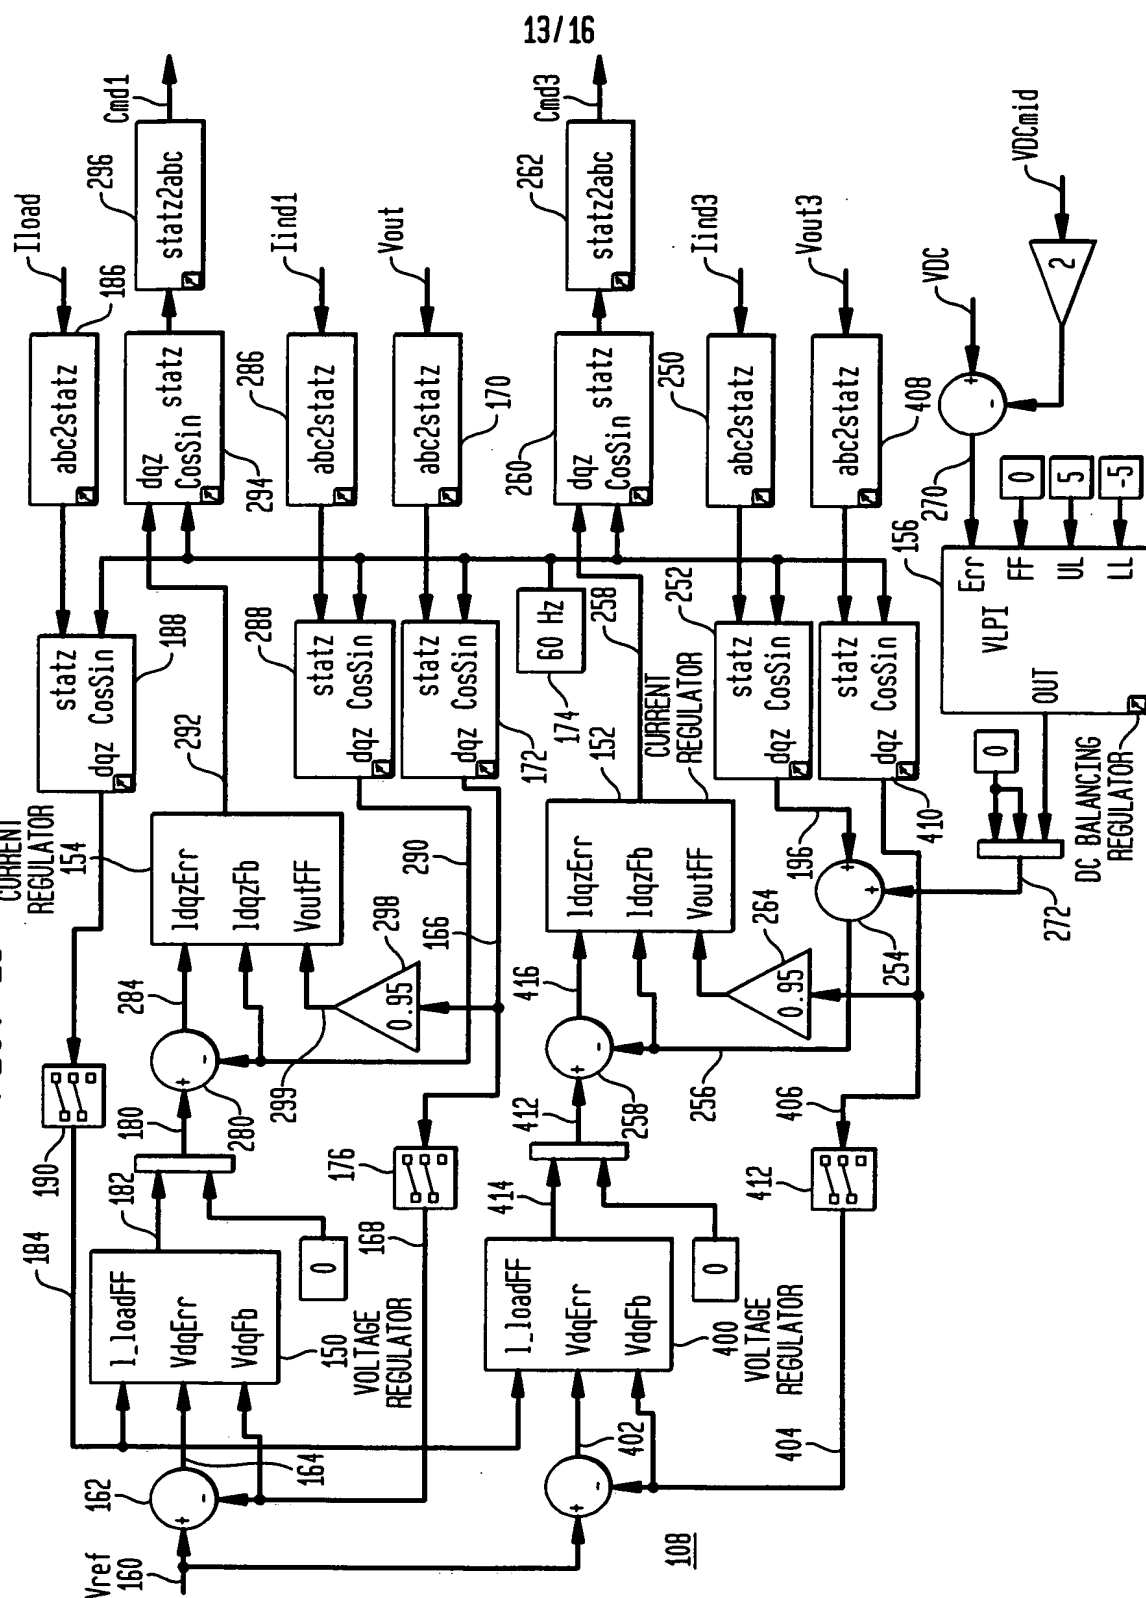 13/16
CURRENT
REGULATOR
154
190
184
Iload
186
abc2statz
statz
dqz CosSin
188
Cmd1
296
statz2abc
statz
dqz
CosSin
294
292
Iind1
286
abc2statz
288
statz
dqz CosSin
290
Vout
abc2statz
170
statz
dqz CosSin
172
166
IdqzErr
IdqzFb
VoutFF
284
280
180
182
299
298
0.95
I_loadFF
VdqErr
VdqFb
150
VOLTAGE
REGULATOR
0
176
168
Vref
160
162
164
60 Hz
174
Cmd3
262
statz2abc
260
dqz
statz
CosSin
258
CURRENT
REGULATOR
152
IdqzErr
IdqzFb
VoutFF
416
258
412
414
256
264
0.95
Iind3
250
abc2statz
252
statz
dqz CosSin
196
Vout3
abc2statz
408
statz
dqz CosSin
410
254
406
412
404
I_loadFF
VdqErr
VdqFb
400
VOLTAGE
REGULATOR
0
402
108
VDCmid
2
VDC
+
-
270
156
Err
FF
UL
LL
VLPI
OUT
0
5
-5
0
272
DC BALANCING
REGULATOR